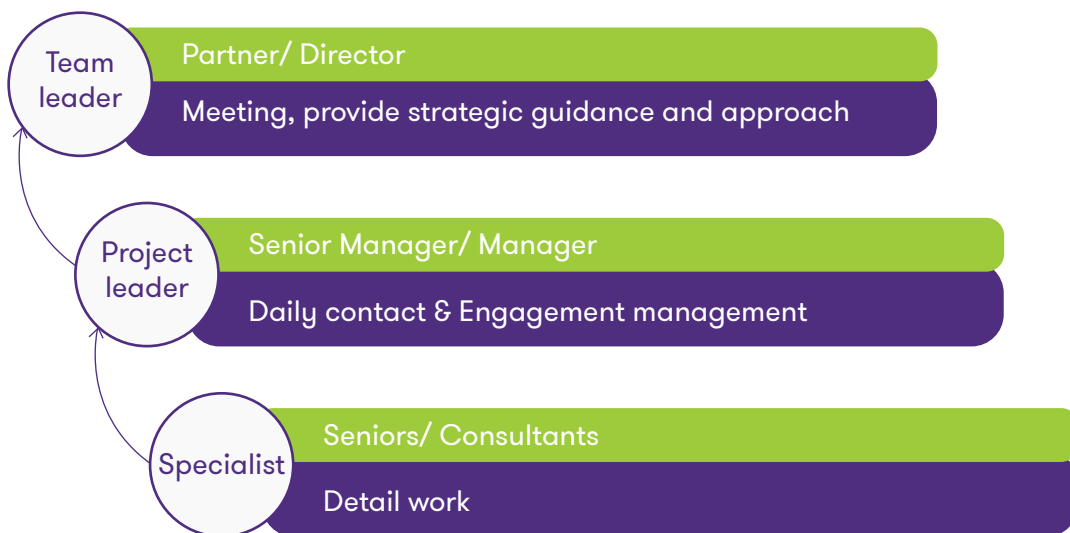 Team
leader
Partner/ Director
Meeting, provide strategic guidance and approach
Project
leader
Senior Manager/ Manager
Daily contact & Engagement management
Specialist
Seniors/ Consultants
Detail work